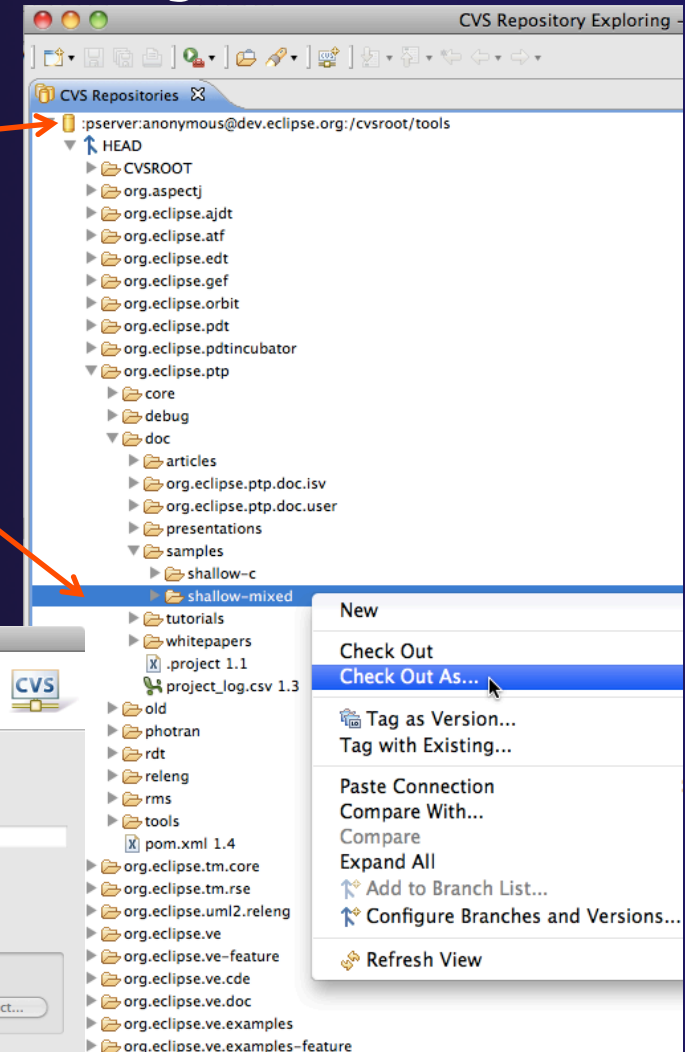 CVS Repository Exploring -
CVS Repositories
:pserver:anonymous@dev.eclipse.org:/cvsroot/tools
HEAD
CVSROOT
org.aspectj
org.eclipse.ajdt
org.eclipse.atf
org.eclipse.edt
org.eclipse.gef
org.eclipse.orbit
org.eclipse.pdt
org.eclipse.pdtincubator
org.eclipse.ptp
core
debug
doc
articles
org.eclipse.ptp.doc.isv
org.eclipse.ptp.doc.user
presentations
samples
shallow-c
shallow-mixed
tutorials
whitepapers
.project 1.1
project_log.csv 1.3
old
photran
rdt
releng
rms
tools
pom.xml 1.4
org.eclipse.tm.core
org.eclipse.tm.rse
org.eclipse.uml2.releng
org.eclipse.ve
org.eclipse.ve-feature
org.eclipse.ve.cde
org.eclipse.ve.doc
org.eclipse.ve.examples
org.eclipse.ve.examples-feature
New
Check Out
Check Out As...
Tag as Version...
Tag with Existing...
Paste Connection
Compare With...
Compare
Expand All
Add to Branch List...
Configure Branches and Versions...
Refresh View
CVS
ct...